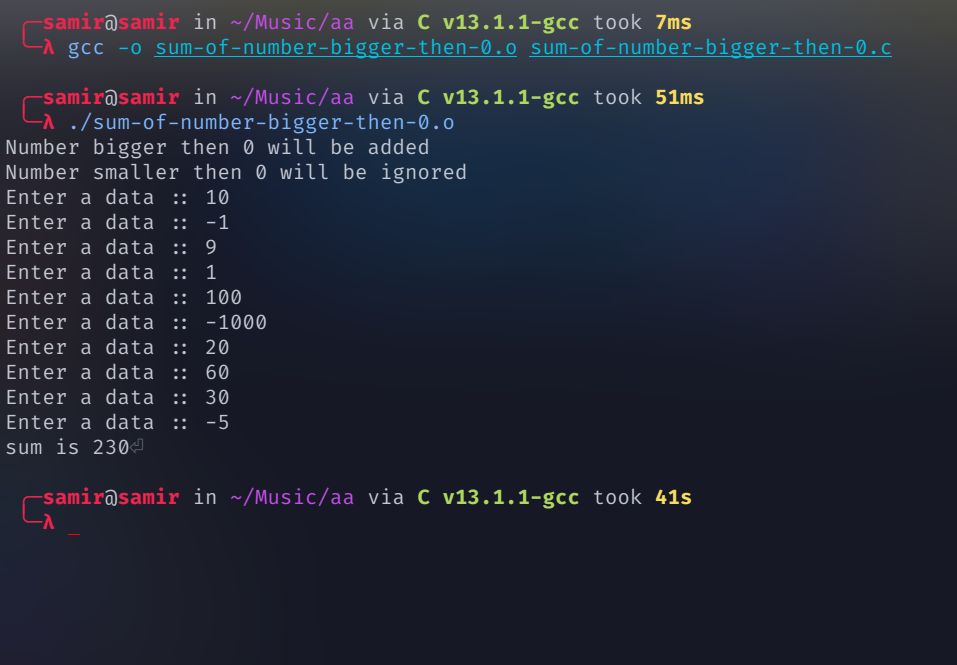 ╭─samir@samir in ~/Music/aa via C v13.1.1-gcc took 7ms
╰─λ gcc -o sum-of-number-bigger-then-0.o sum-of-number-bigger-then-0.c
╭─samir@samir in ~/Music/aa via C v13.1.1-gcc took 51ms
╰─λ ./sum-of-number-bigger-then-0.o
Number bigger then 0 will be added
Number smaller then 0 will be ignored
Enter a data :: 10
Enter a data :: -1
Enter a data :: 9
Enter a data :: 1
Enter a data :: 100
Enter a data :: -1000
Enter a data :: 20
Enter a data :: 60
Enter a data :: 30
Enter a data :: -5
sum is 230⏎
╭─samir@samir in ~/Music/aa via C v13.1.1-gcc took 41s
╰─λ _